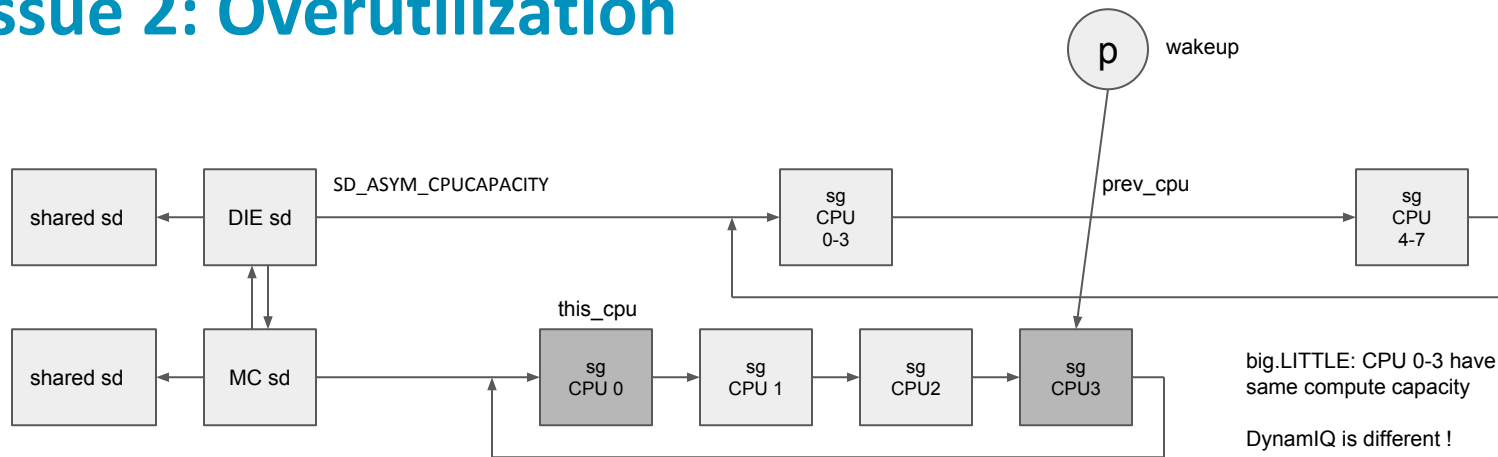 ssue 2: Overutilization
p
wakeup
shared sd
DIE sd
SD_ASYM_CPUCAPACITY
sg
CPU
0-3
prev_cpu
sg
CPU
4-7
this_cpu
shared sd
MC sd
sg
CPU 0
sg
CPU 1
sg
CPU2
sg
CPU3
big.LITTLE: CPU 0-3 have
same compute capacity
DynamIQ is different !